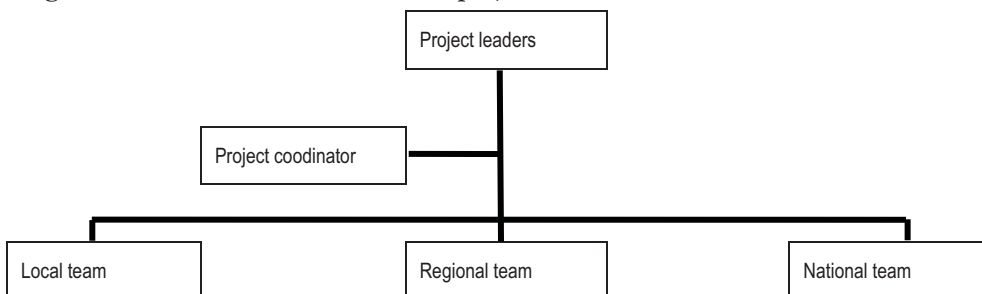 Project leaders
Project coodinator
Local team
Regional team
National team